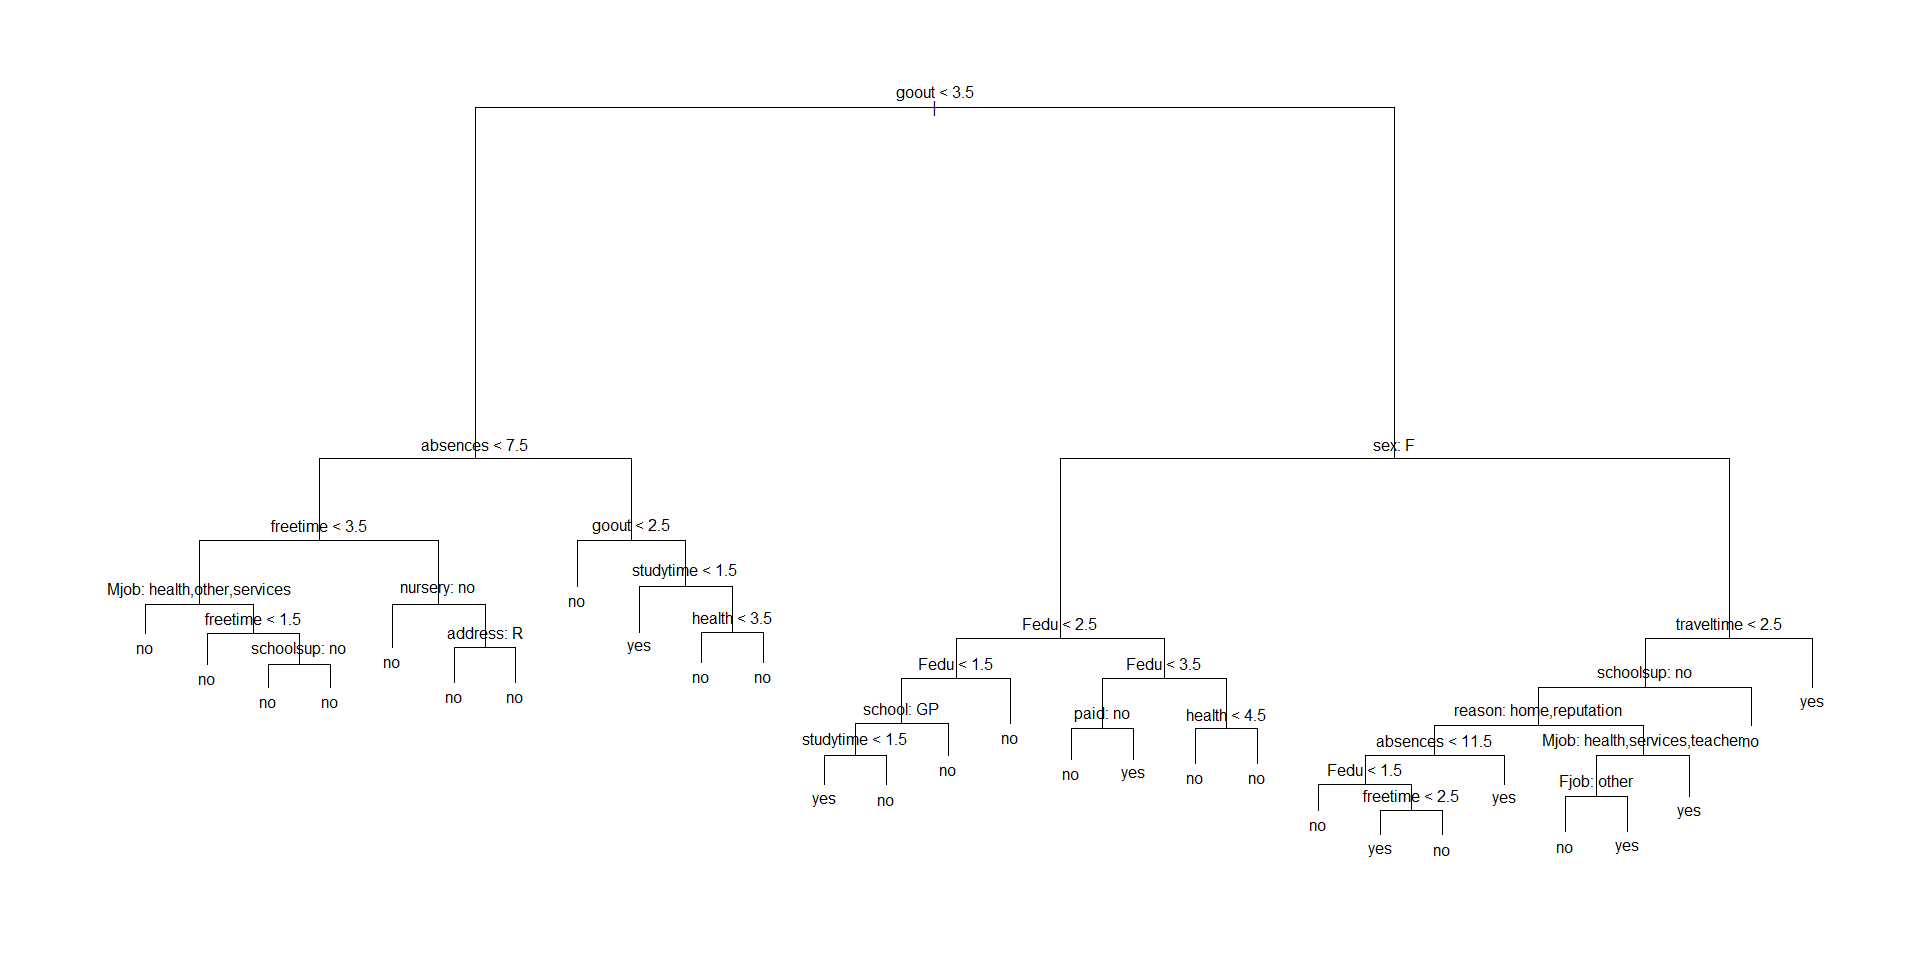 goout < 3.5
absences < 7.5
sex: F
freetime < 3.5
goout < 2.5
studytime < 1.5
Mjob: health,other,services
nursery: no
freetime < 1.5
health < 3.5
no
address: R
Fedu < 2.5
traveltime < 2.5
no
schoolsup: no
no
yes
no
no
no
no
no
no
no
no
Fedu < 1.5
Fedu < 3.5
schoolsup: no
yes
school: GP
paid: no
health < 4.5
reason: home,reputation
studytime < 1.5
no
absences < 11.5
Mjob: health,services,teache
no
no
no
yes
no
no
Fedu < 1.5
Fjob: other
yes
no
freetime < 2.5
yes
yes
no
yes
no
no
yes